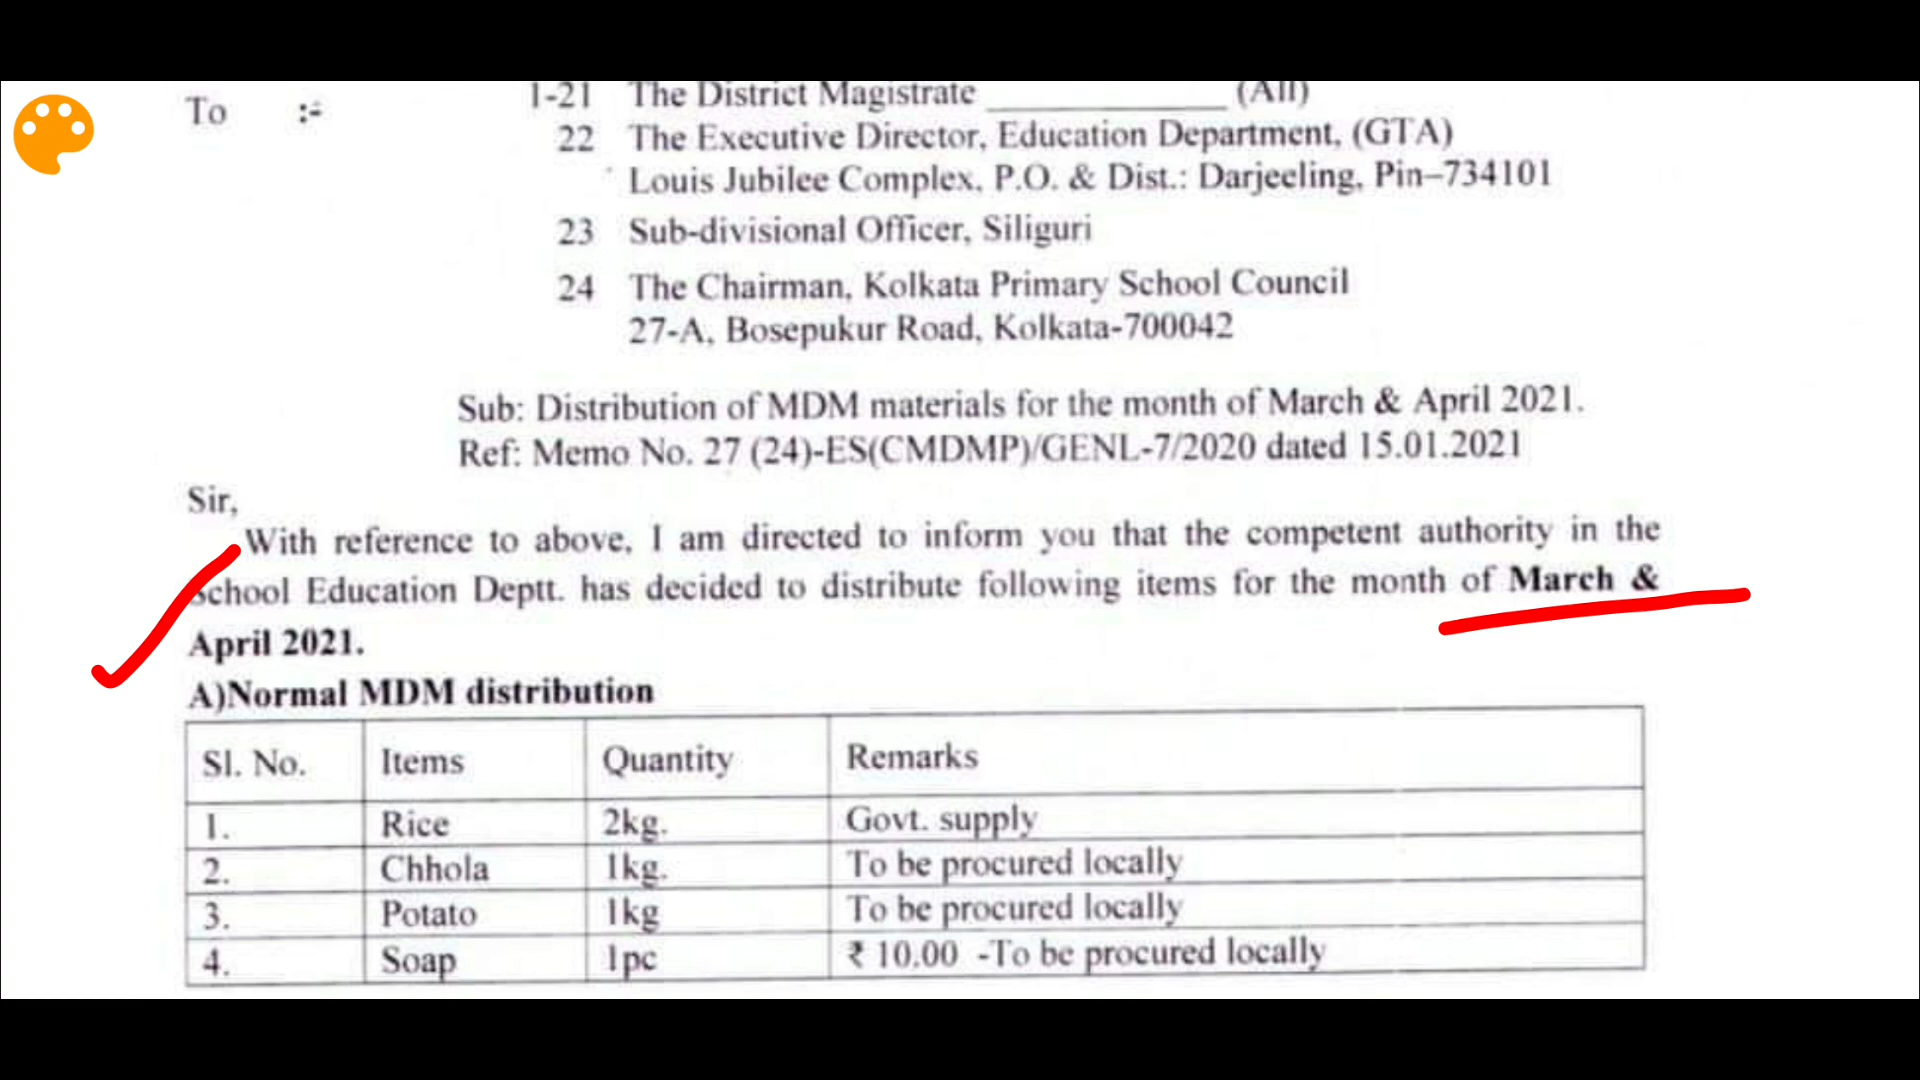 To :- 1-21 The District Magistrate ____________ (All)
22 The Executive Director, Education Department, (GTA)
Louis Jubilee Complex, P.O. & Dist.: Darjeeling, Pin–734101
23 Sub-divisional Officer, Siliguri
24 The Chairman, Kolkata Primary School Council
27-A, Bosepukur Road, Kolkata-700042
Sub: Distribution of MDM materials for the month of March & April 2021.
Ref: Memo No. 27 (24)-ES(CMDMP)/GENL-7/2020 dated 15.01.2021
Sir,
With reference to above, I am directed to inform you that the competent authority in the
School Education Deptt. has decided to distribute following items for the month of March &
April 2021.
A)Normal MDM distribution
Sl. No. Items Quantity Remarks
1. Rice 2kg. Govt. supply
2. Chhola 1kg. To be procured locally
3. Potato 1kg To be procured locally
4. Soap 1pc ₹ 10.00 -To be procured locally